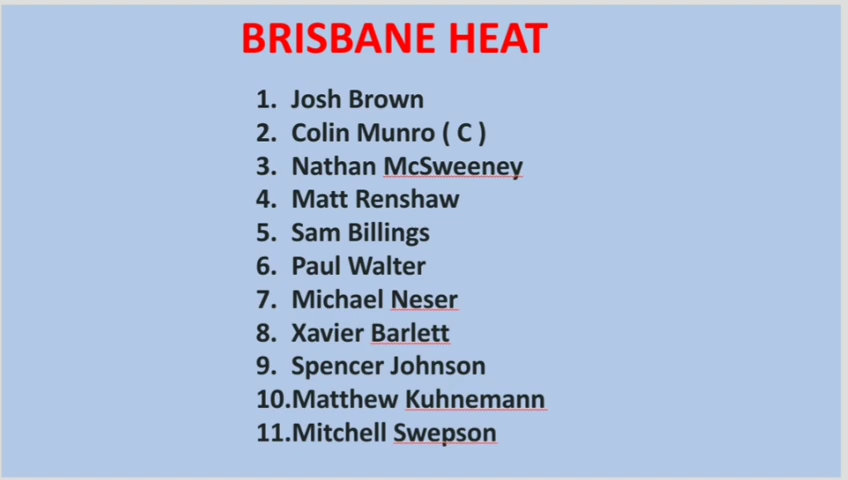 BRISBANE HEAT
1. Josh Brown
2. Colin Munro ( C )
3. Nathan McSweeney
4. Matt Renshaw
5. Sam Billings
6. Paul Walter
7. Michael Neser
8. Xavier Barlett
9. Spencer Johnson
10.Matthew Kuhnemann
11.Mitchell Swepson